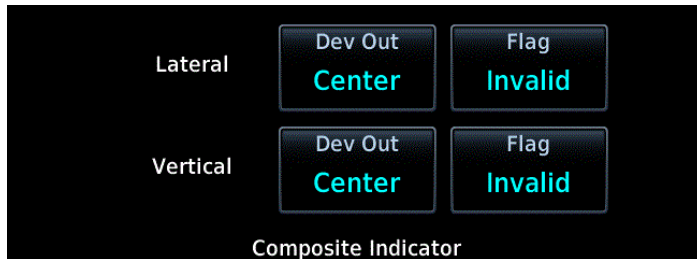 Lateral
Dev Out
Center
Flag
Invalid
Vertical
Dev Out
Center
Flag
Invalid
Composite Indicator